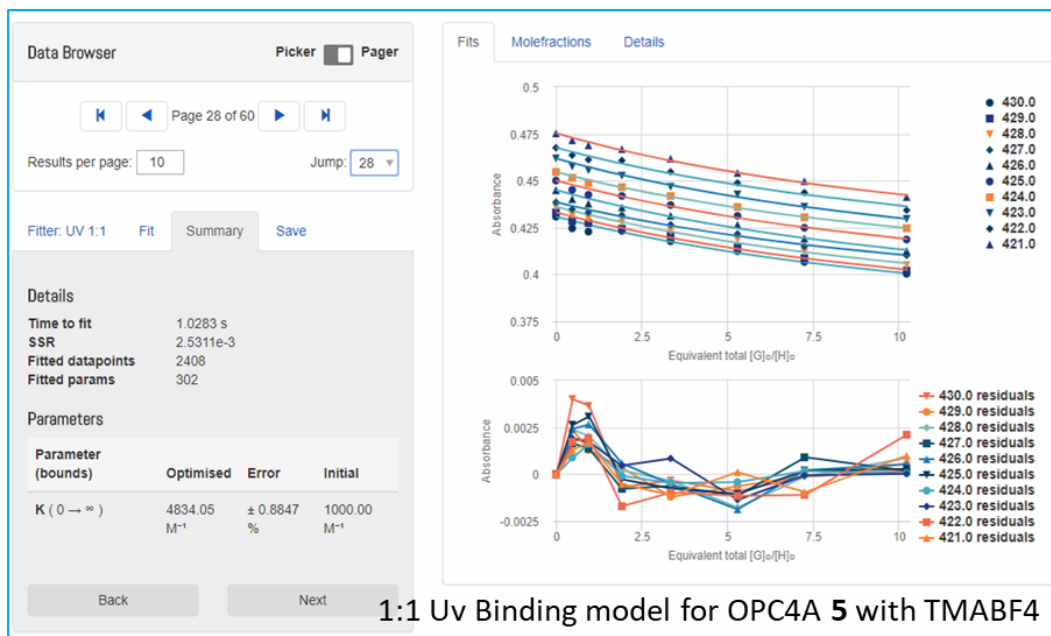 Data Browser
Picker Pager
Page 28 of 60
Results per page: 10
Jump: 28
Fitter: UV 1:1 Fit Summary Save
Details
Time to fit 1.0283 s
SSR 2.5311e-3
Fitted datapoints 2408
Fitted params 302
Parameters
Parameter
(bounds) Optimised Error Initial
K ( 0 → ∞ ) 4834.05 ± 0.8847 1000.00
M⁻¹ % M⁻¹
Back Next
Fits Molefractions Details
0.5
0.475
0.45
0.425
0.4
0.375
Absorbance
0 2.5 5 7.5 10
Equivalent total [G]₀/[H]₀
430.0
429.0
428.0
427.0
426.0
425.0
424.0
423.0
422.0
421.0
0.005
0.0025
0
-0.0025
Absorbance
0 2.5 5 7.5 10
Equivalent total [G]₀/[H]₀
430.0 residuals
429.0 residuals
428.0 residuals
427.0 residuals
426.0 residuals
425.0 residuals
424.0 residuals
423.0 residuals
422.0 residuals
421.0 residuals
1:1 Uv Binding model for OPC4A 5 with TMABF4